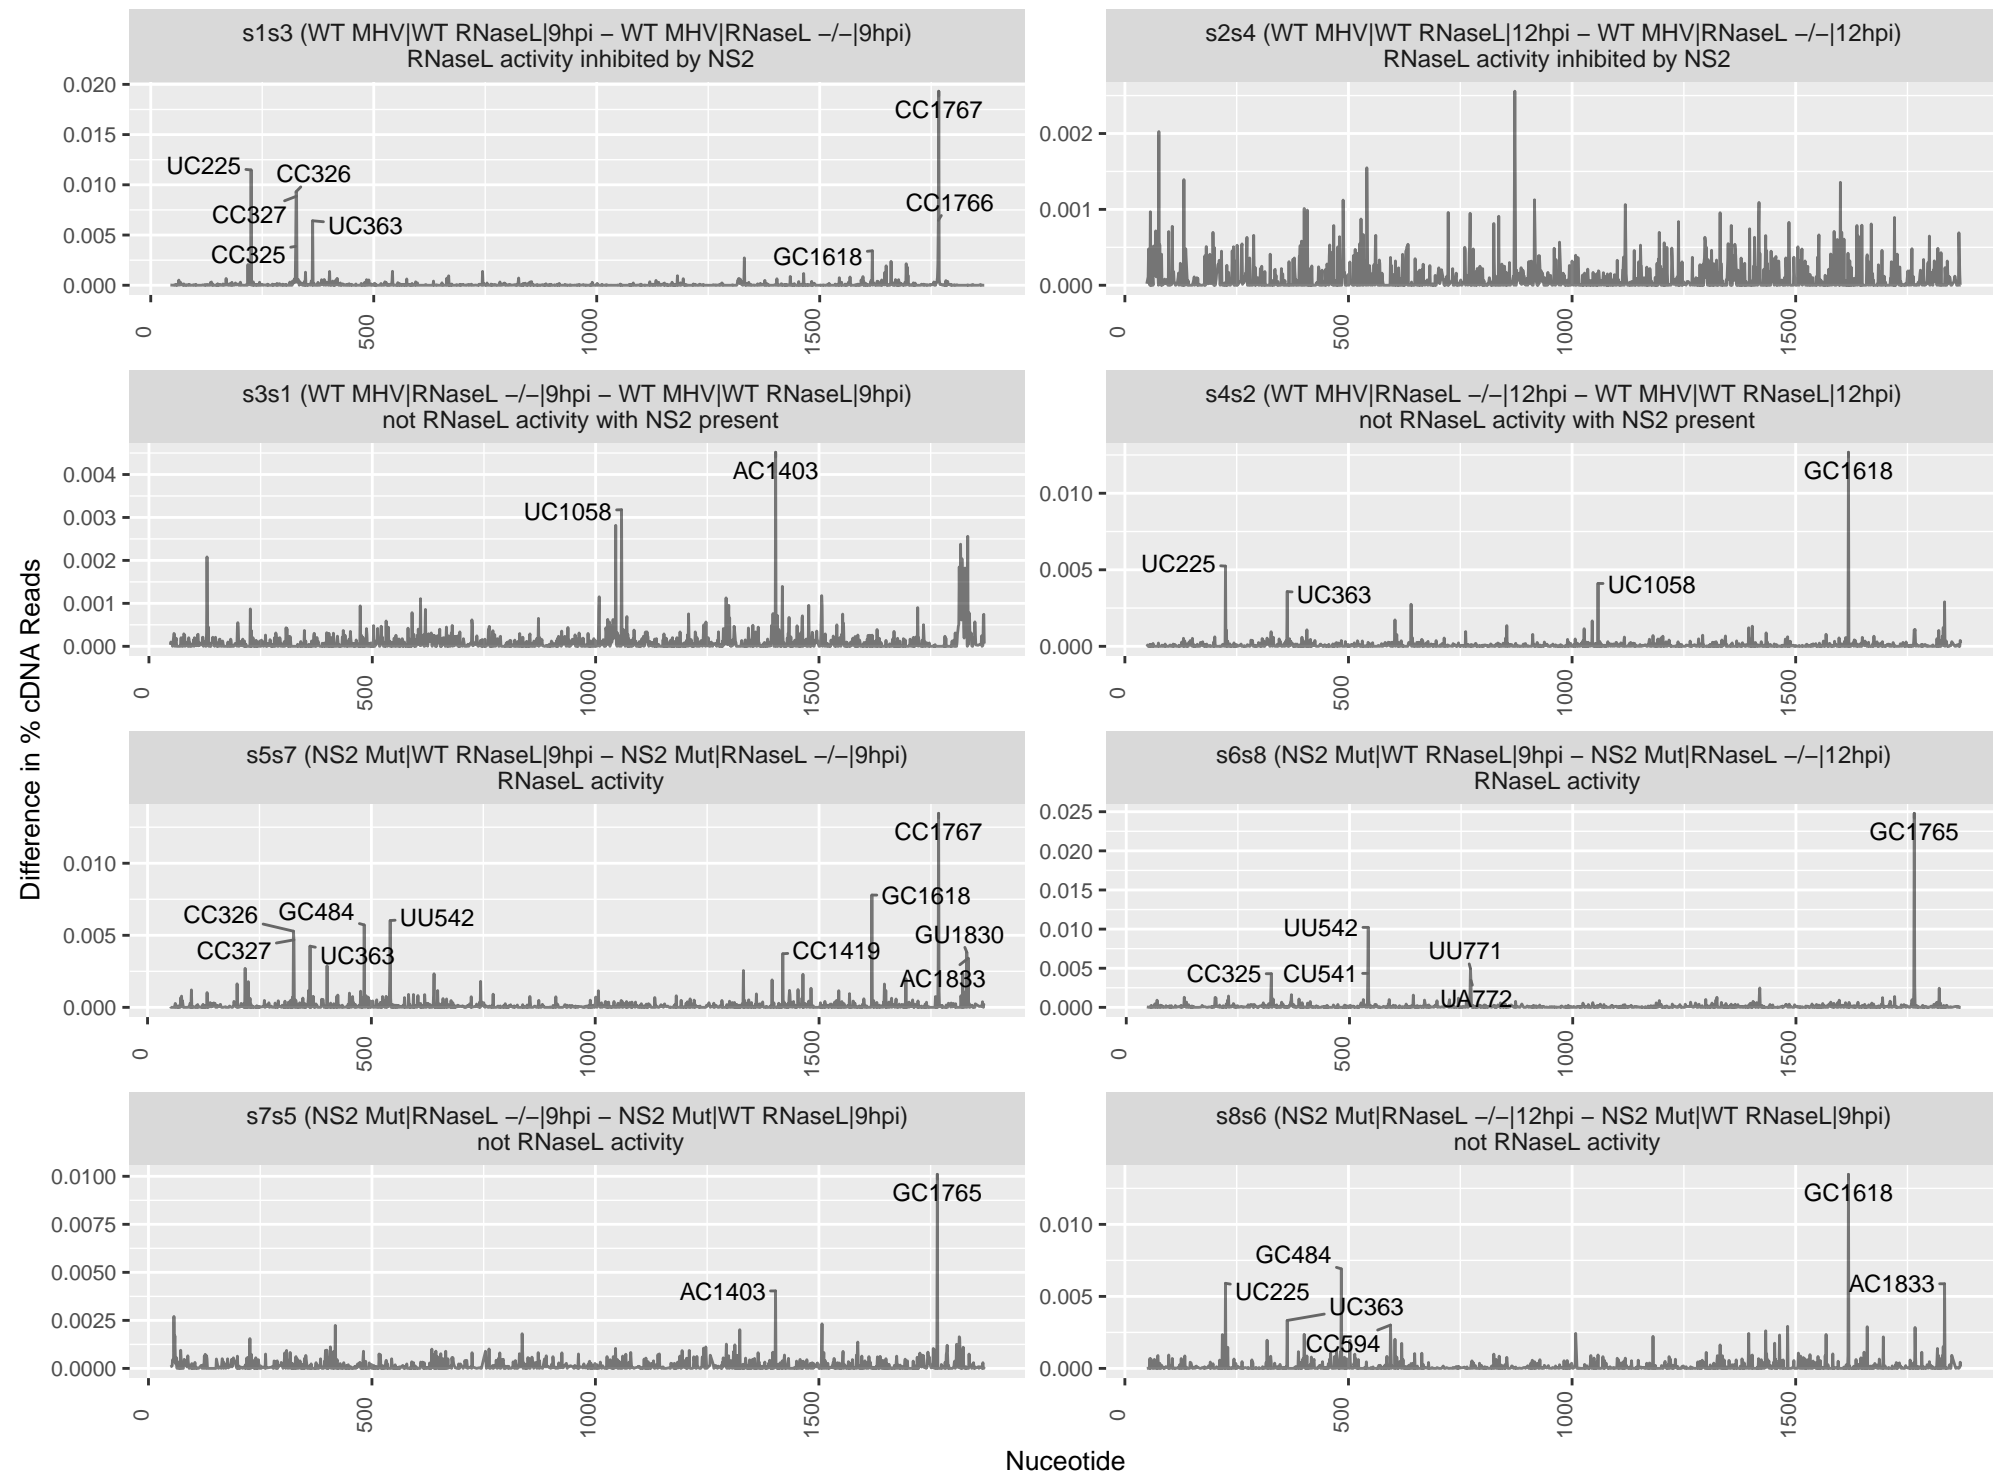 s1s3 (WT MHV|WT RNaseL|9hpi − WT MHV|RNaseL −/−|9hpi)
RNaseL activity inhibited by NS2
0.020
0.015
0.010
0.005
0.000
UC225
CC326
CC327
CC325
UC363
GC1618
CC1767
CC1766
0
500
1000
1500
s2s4 (WT MHV|WT RNaseL|12hpi − WT MHV|RNaseL −/−|12hpi)
RNaseL activity inhibited by NS2
0.002
0.001
0.000
0
500
1000
1500
s3s1 (WT MHV|RNaseL −/−|9hpi − WT MHV|WT RNaseL|9hpi)
not RNaseL activity with NS2 present
0.004
0.003
0.002
0.001
0.000
UC1058
AC1403
0
500
1000
1500
s4s2 (WT MHV|RNaseL −/−|12hpi − WT MHV|WT RNaseL|12hpi)
not RNaseL activity with NS2 present
0.010
0.005
0.000
UC225
UC363
UC1058
GC1618
0
500
1000
1500
Difference in % cDNA Reads
s5s7 (NS2 Mut|WT RNaseL|9hpi − NS2 Mut|RNaseL −/−|9hpi)
RNaseL activity
0.010
0.005
0.000
CC326
CC327
GC484
UC363
UU542
CC1767
GC1618
CC1419
GU1830
AC1833
0
500
1000
1500
s6s8 (NS2 Mut|WT RNaseL|9hpi − NS2 Mut|RNaseL −/−|12hpi)
RNaseL activity
0.025
0.020
0.015
0.010
0.005
0.000
UU542
CC325
CU541
UU771
UA772
GC1765
0
500
1000
1500
s7s5 (NS2 Mut|RNaseL −/−|9hpi − NS2 Mut|WT RNaseL|9hpi)
not RNaseL activity
0.0100
0.0075
0.0050
0.0025
0.0000
AC1403
GC1765
0
500
1000
1500
s8s6 (NS2 Mut|RNaseL −/−|12hpi − NS2 Mut|WT RNaseL|9hpi)
not RNaseL activity
0.010
0.005
0.000
GC484
UC225
UC363
CC594
GC1618
AC1833
0
500
1000
1500
Nuceotide